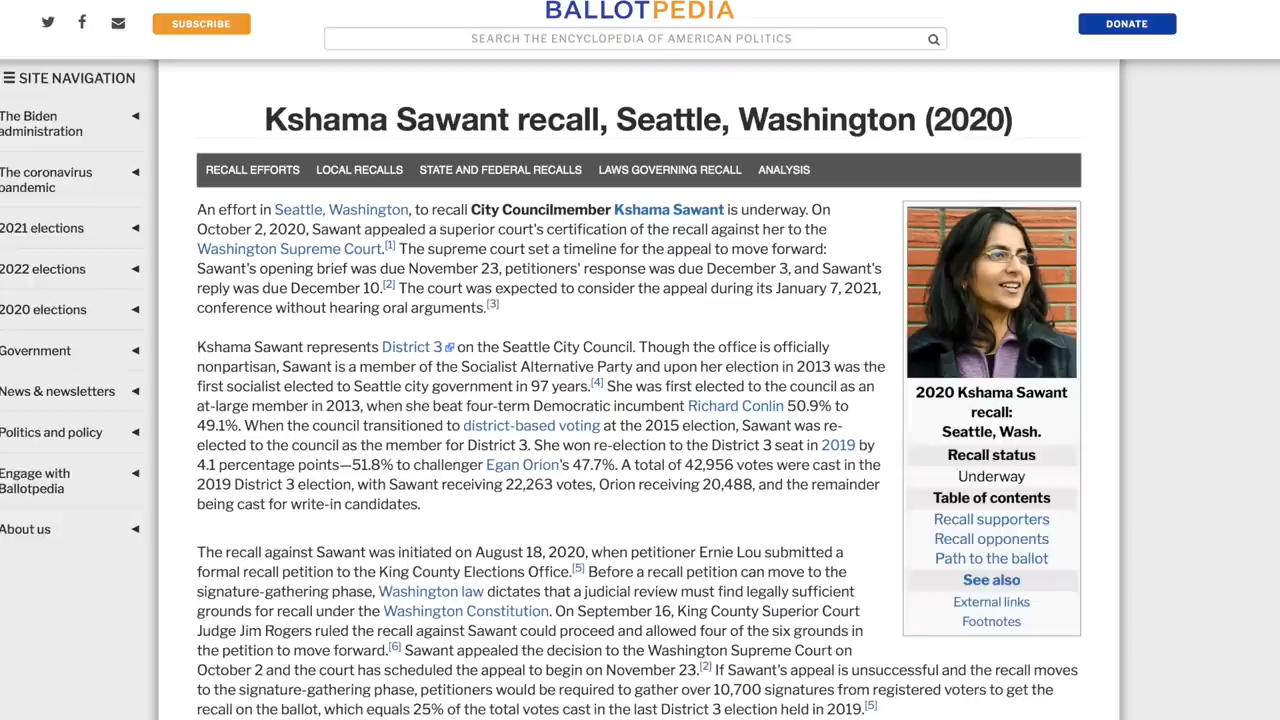 BALLOTPEDIA
SUBSCRIBE
SEARCH THE ENCYCLOPEDIA OF AMERICAN POLITICS
DONATE
SITE NAVIGATION
The Biden
administration
The coronavirus
pandemic
2021 elections
2022 elections
2020 elections
Government
News & newsletters
Politics and policy
Engage with
Ballotpedia
About us
Kshama Sawant recall, Seattle, Washington (2020)
RECALL EFFORTS LOCAL RECALLS STATE AND FEDERAL RECALLS LAWS GOVERNING RECALL ANALYSIS
An effort in Seattle, Washington, to recall City Councilmember Kshama Sawant is underway. On
October 2, 2020, Sawant appealed a superior court's certification of the recall against her to the
Washington Supreme Court.[1] The supreme court set a timeline for the appeal to move forward:
Sawant's opening brief was due November 23, petitioners' response was due December 3, and Sawant's
reply was due December 10.[2] The court was expected to consider the appeal during its January 7, 2021,
conference without hearing oral arguments.[3]
Kshama Sawant represents District 3 on the Seattle City Council. Though the office is officially
nonpartisan, Sawant is a member of the Socialist Alternative Party and upon her election in 2013 was the
first socialist elected to Seattle city government in 97 years.[4] She was first elected to the council as an
at-large member in 2013, when she beat four-term Democratic incumbent Richard Conlin 50.9% to
49.1%. When the council transitioned to district-based voting at the 2015 election, Sawant was re-
elected to the council as the member for District 3. She won re-election to the District 3 seat in 2019 by
4.1 percentage points—51.8% to challenger Egan Orion's 47.7%. A total of 42,956 votes were cast in the
2019 District 3 election, with Sawant receiving 22,263 votes, Orion receiving 20,488, and the remainder
being cast for write-in candidates.
The recall against Sawant was initiated on August 18, 2020, when petitioner Ernie Lou submitted a
formal recall petition to the King County Elections Office.[5] Before a recall petition can move to the
signature-gathering phase, Washington law dictates that a judicial review must find legally sufficient
grounds for recall under the Washington Constitution. On September 16, King County Superior Court
Judge Jim Rogers ruled the recall against Sawant could proceed and allowed four of the six grounds in
the petition to move forward.[6] Sawant appealed the decision to the Washington Supreme Court on
October 2 and the court has scheduled the appeal to begin on November 23.[2] If Sawant's appeal is unsuccessful and the recall moves
to the signature-gathering phase, petitioners would be required to gather over 10,700 signatures from registered voters to get the
recall on the ballot, which equals 25% of the total votes cast in the last District 3 election held in 2019.[5]
2020 Kshama Sawant
recall:
Seattle, Wash.
Recall status
Underway
Table of contents
Recall supporters
Recall opponents
Path to the ballot
See also
External links
Footnotes